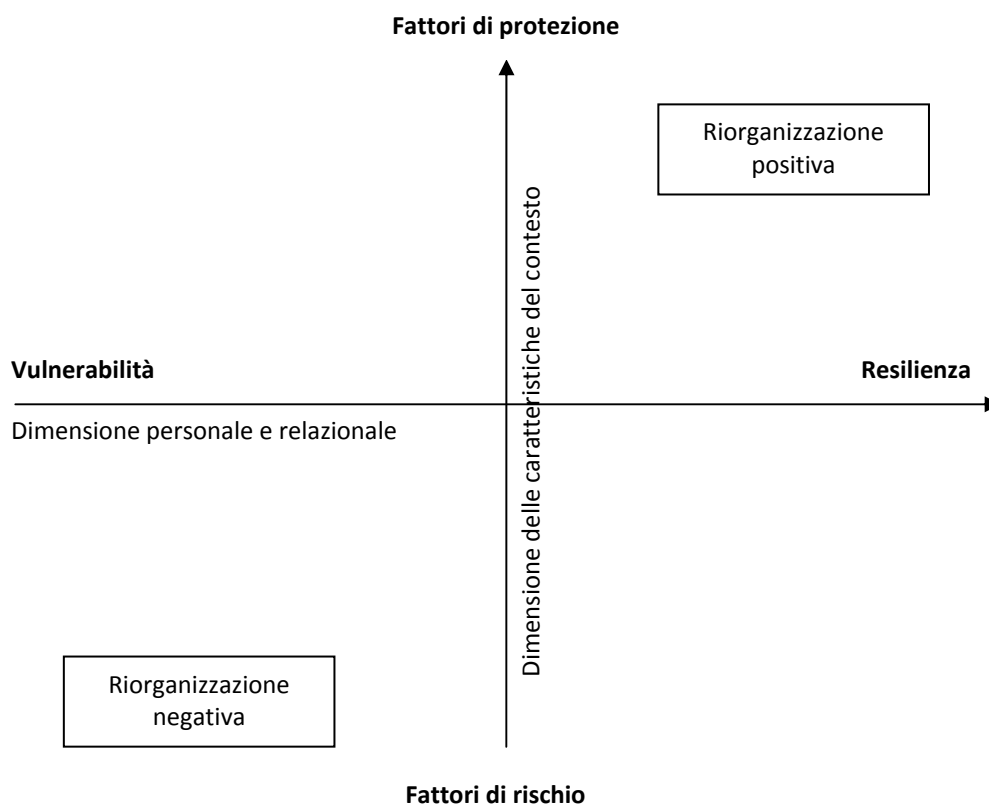 Fattori di protezione
Riorganizzazione
positiva
Dimensione delle caratteristiche del contesto
Vulnerabilità
Resilienza
Dimensione personale e relazionale
Riorganizzazione
negativa
Fattori di rischio